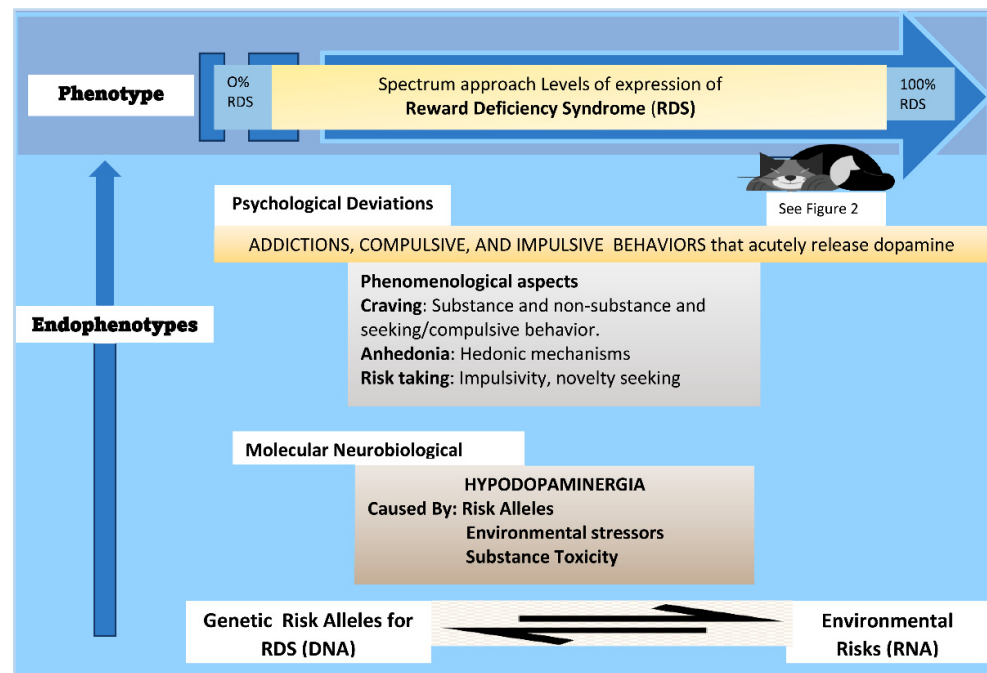 Phenotype
O%
RDS
Spectrum approach Levels of expression of
Reward Deficiency Syndrome (RDS)
100%
RDS
See Figure 2
Psychological Deviations
ADDICTIONS, COMPULSIVE, AND IMPULSIVE BEHAVIORS that acutely release dopamine
Phenomenological aspects
Craving: Substance and non-substance and
seeking/compulsive behavior.
Anhedonia: Hedonic mechanisms
Risk taking: Impulsivity, novelty seeking
Endophenotypes
Molecular Neurobiological
HYPODOPAMINERGIA
Caused By: Risk Alleles
Environmental stressors
Substance Toxicity
Genetic Risk Alleles for
RDS (DNA)
Environmental
Risks (RNA)